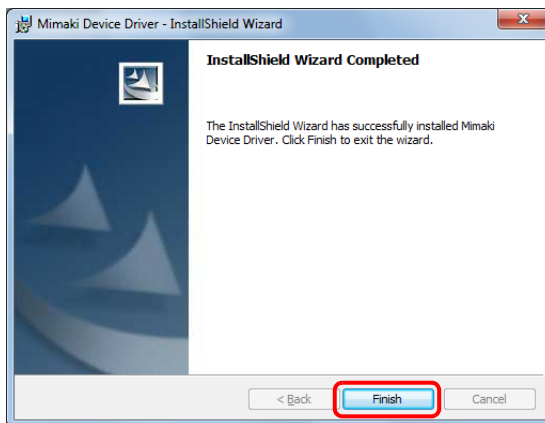 Mimaki Device Driver - InstallShield Wizard
InstallShield Wizard Completed
The InstallShield Wizard has successfully installed Mimaki
Device Driver. Click Finish to exit the wizard.
< Back
Finish
Cancel